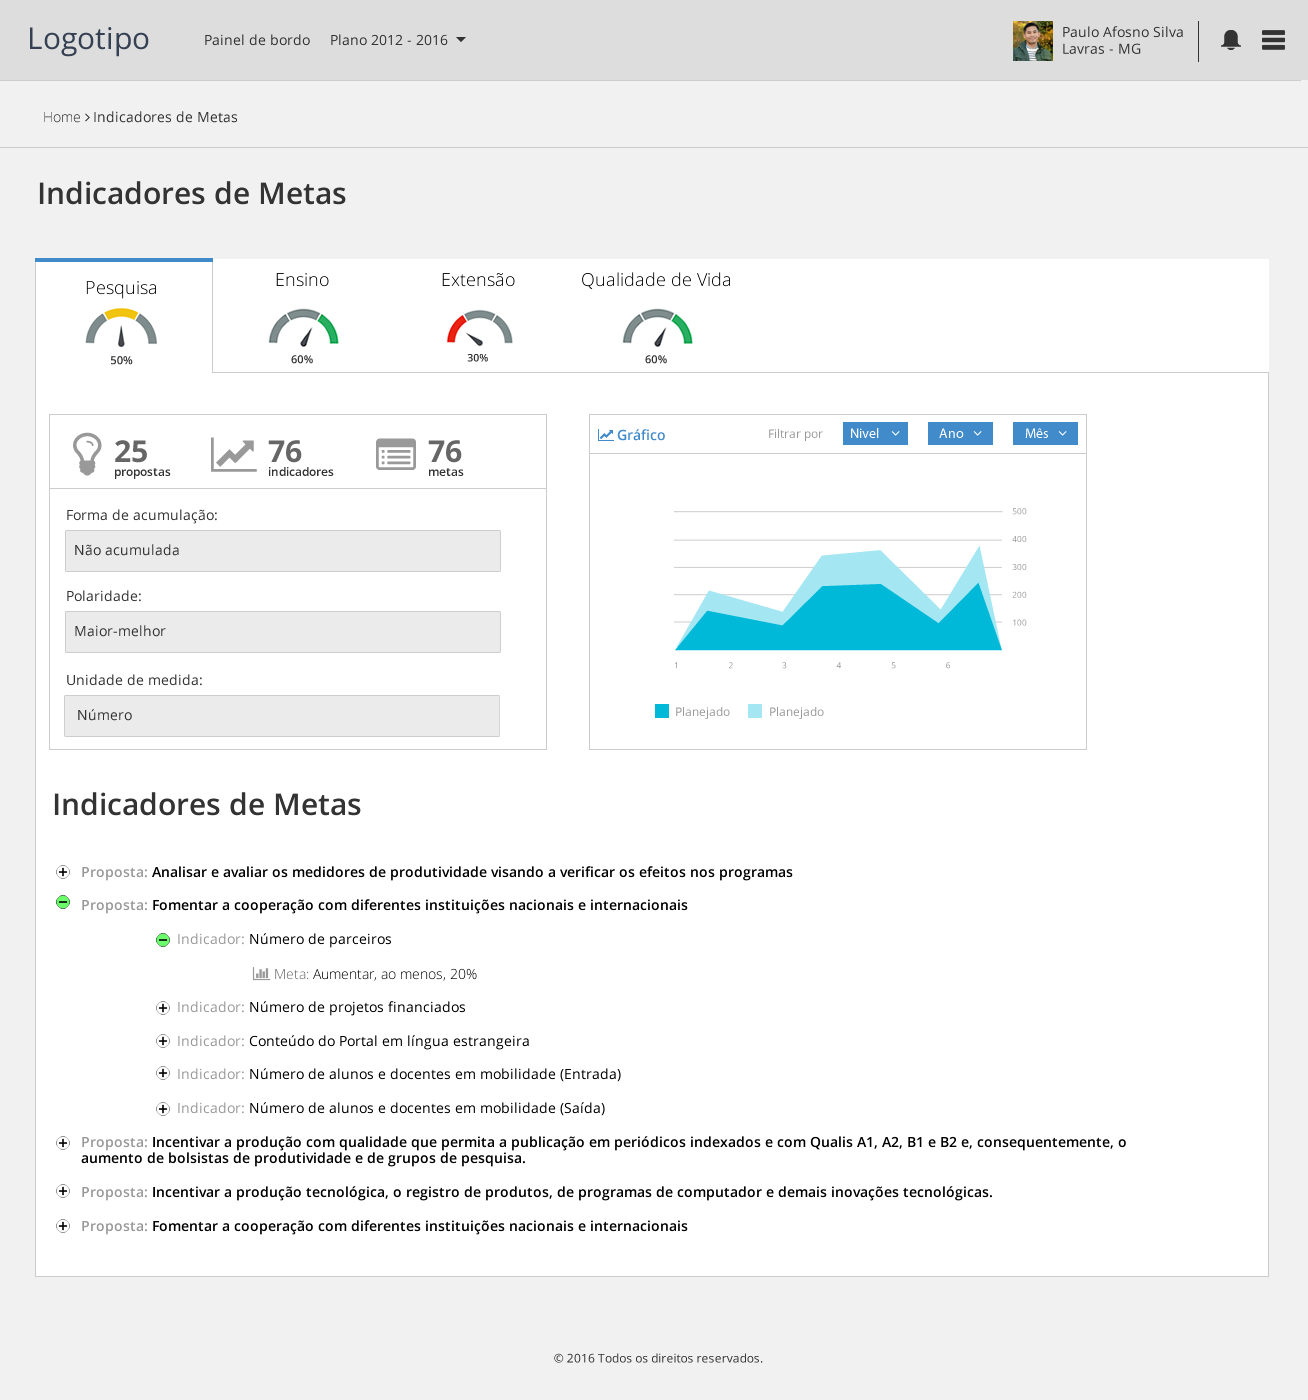 Logotipo
Painel de bordo
Plano 2012 - 2016
Paulo Afosno Silva
Lavras - MG
Home > Indicadores de Metas
Indicadores de Metas
Pesquisa
50%
Ensino
60%
Extensão
30%
Qualidade de Vida
60%
25
propostas
76
indicadores
76
metas
Forma de acumulação:
Não acumulada
Polaridade:
Maior-melhor
Unidade de medida:
Número
Gráfico
Filtrar por
Nível
Ano
Mês
500
400
300
200
100
1 2 3 4 5 6
Planejado
Planejado
Indicadores de Metas
Proposta: Analisar e avaliar os medidores de produtividade visando a verificar os efeitos nos programas
Proposta: Fomentar a cooperação com diferentes instituições nacionais e internacionais
Indicador: Número de parceiros
Meta: Aumentar, ao menos, 20%
Indicador: Número de projetos financiados
Indicador: Conteúdo do Portal em língua estrangeira
Indicador: Número de alunos e docentes em mobilidade (Entrada)
Indicador: Número de alunos e docentes em mobilidade (Saída)
Proposta: Incentivar a produção com qualidade que permita a publicação em periódicos indexados e com Qualis A1, A2, B1 e B2 e, consequentemente, o
aumento de bolsistas de produtividade e de grupos de pesquisa.
Proposta: Incentivar a produção tecnológica, o registro de produtos, de programas de computador e demais inovações tecnológicas.
Proposta: Fomentar a cooperação com diferentes instituições nacionais e internacionais
© 2016 Todos os direitos reservados.